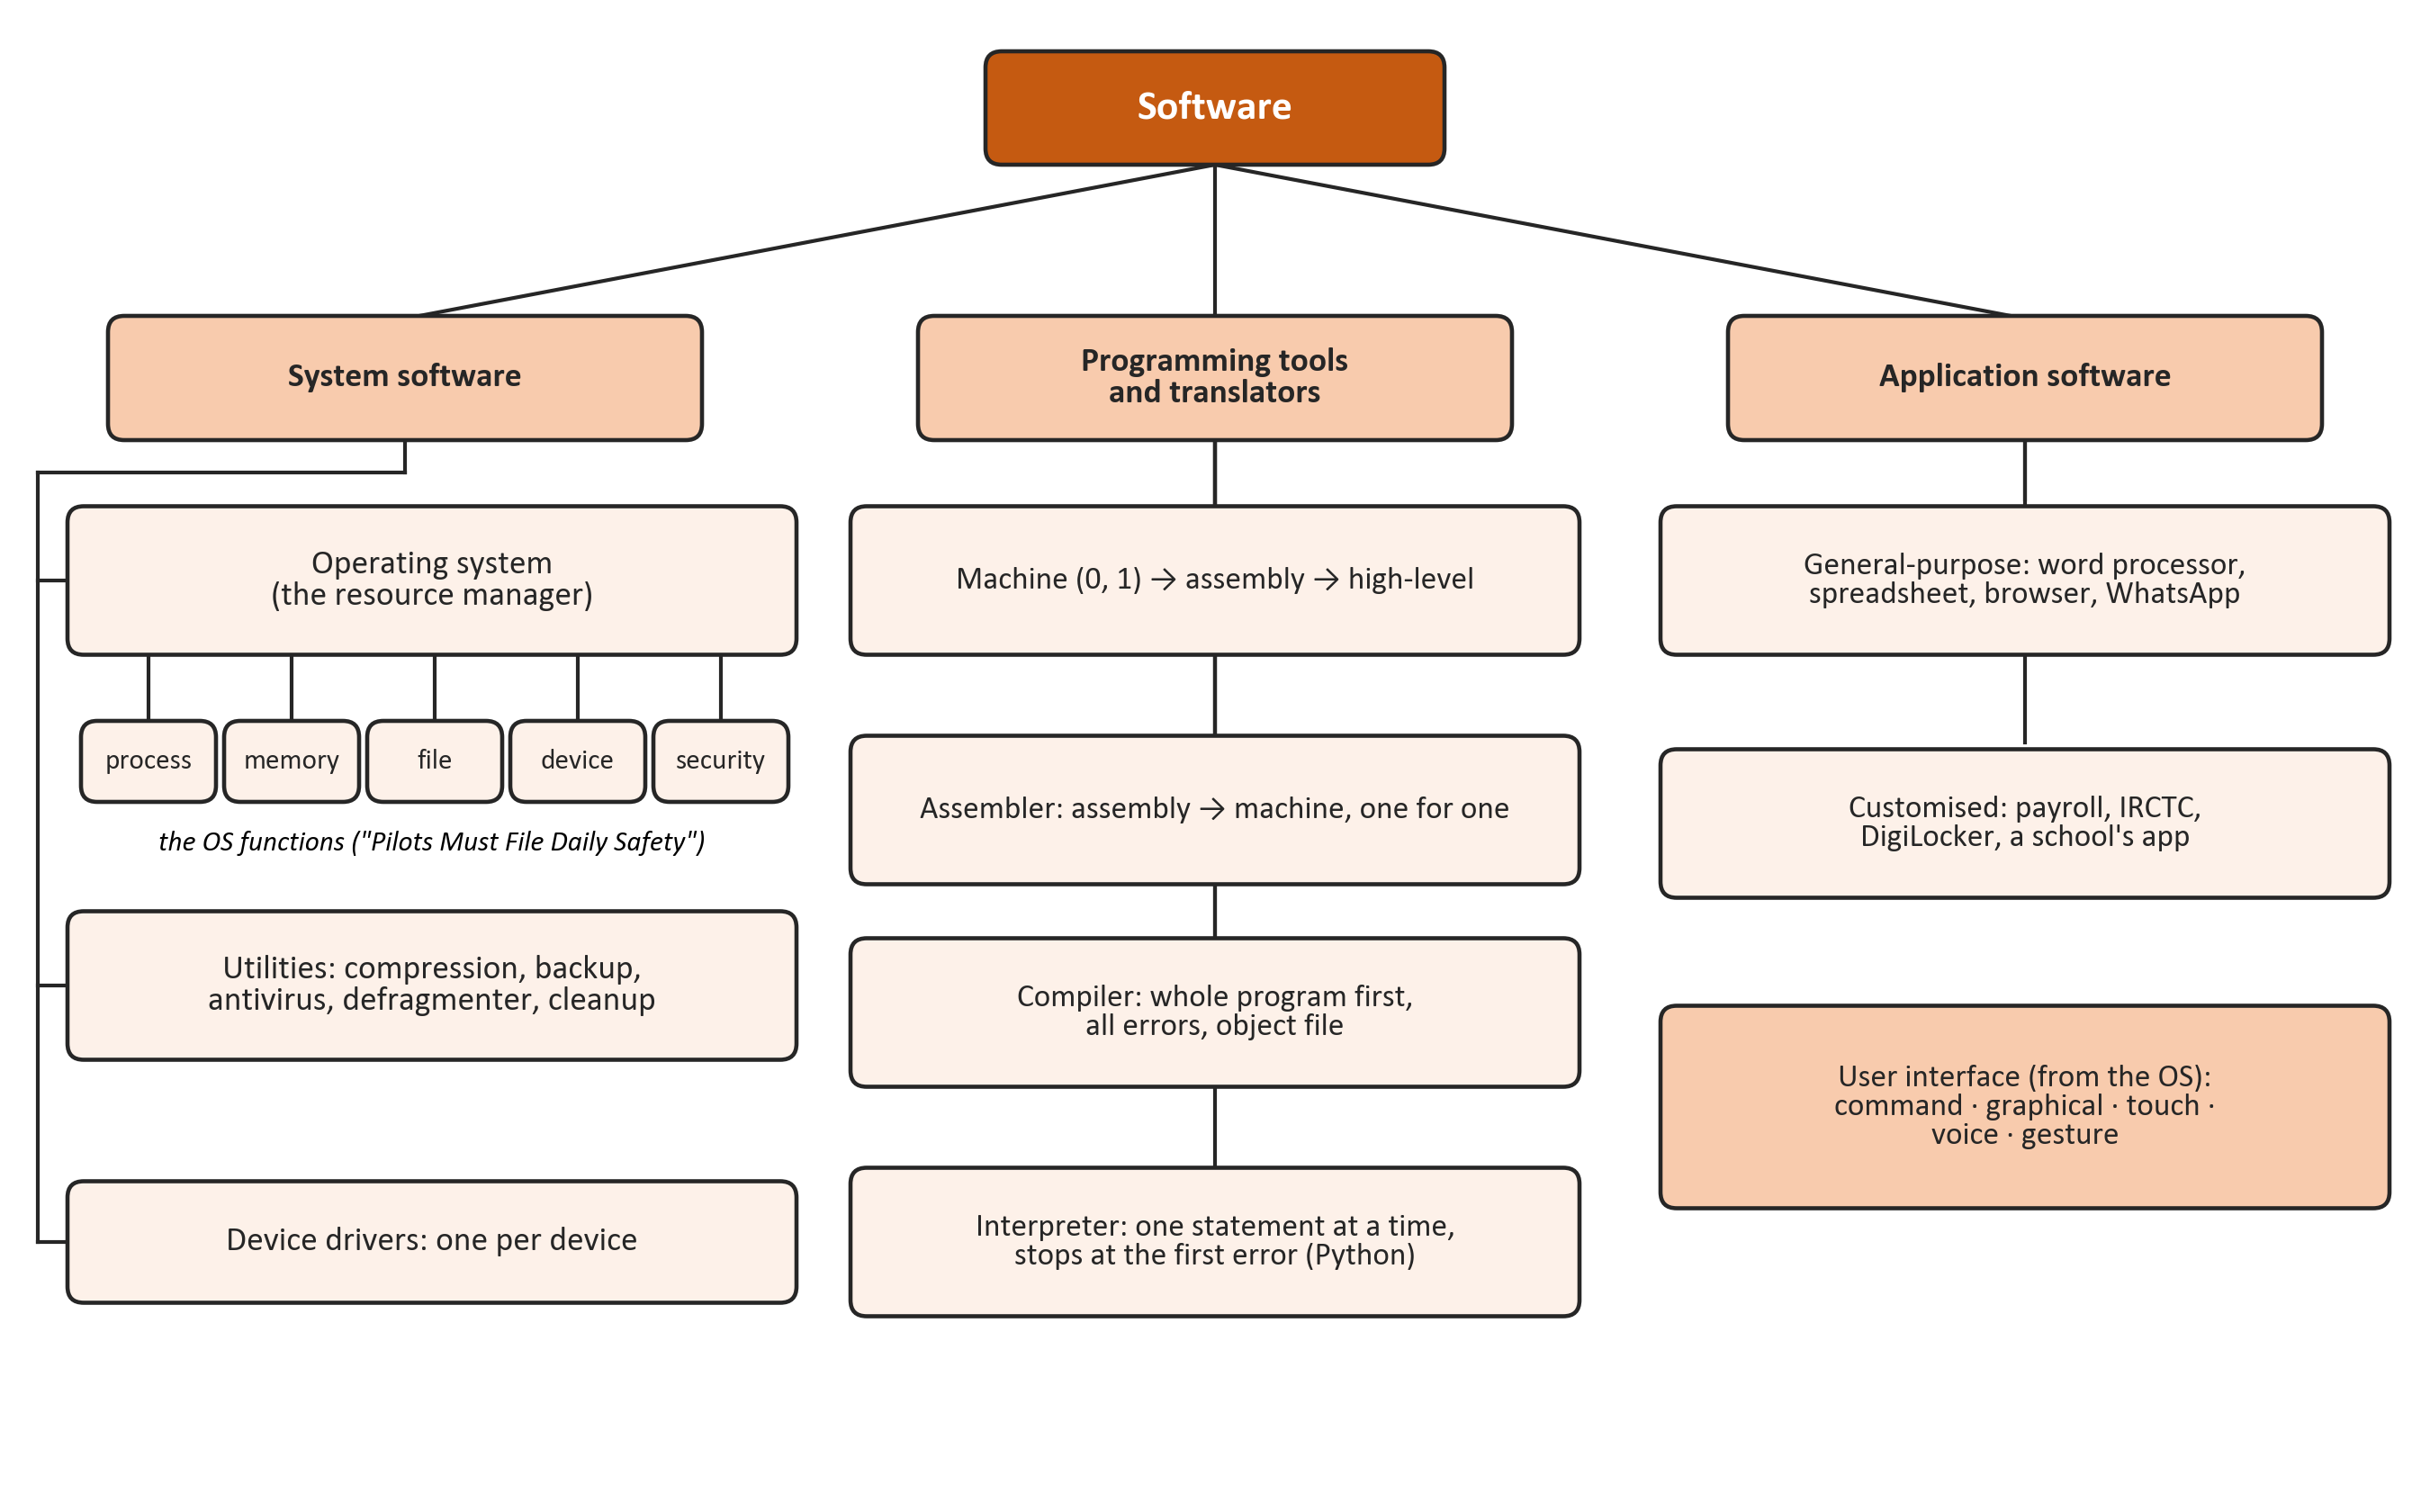 Software
System software
Programming tools
and translators
Application software
Operating system
(the resource manager)
process
memory
file
device
security
the OS functions ("Pilots Must File Daily Safety")
Utilities: compression, backup,
antivirus, defragmenter, cleanup
Device drivers: one per device
Machine (0, 1) → assembly → high-level
Assembler: assembly → machine, one for one
Compiler: whole program first,
all errors, object file
Interpreter: one statement at a time,
stops at the first error (Python)
General-purpose: word processor,
spreadsheet, browser, WhatsApp
Customised: payroll, IRCTC,
DigiLocker, a school's app
User interface (from the OS):
command · graphical · touch ·
voice · gesture